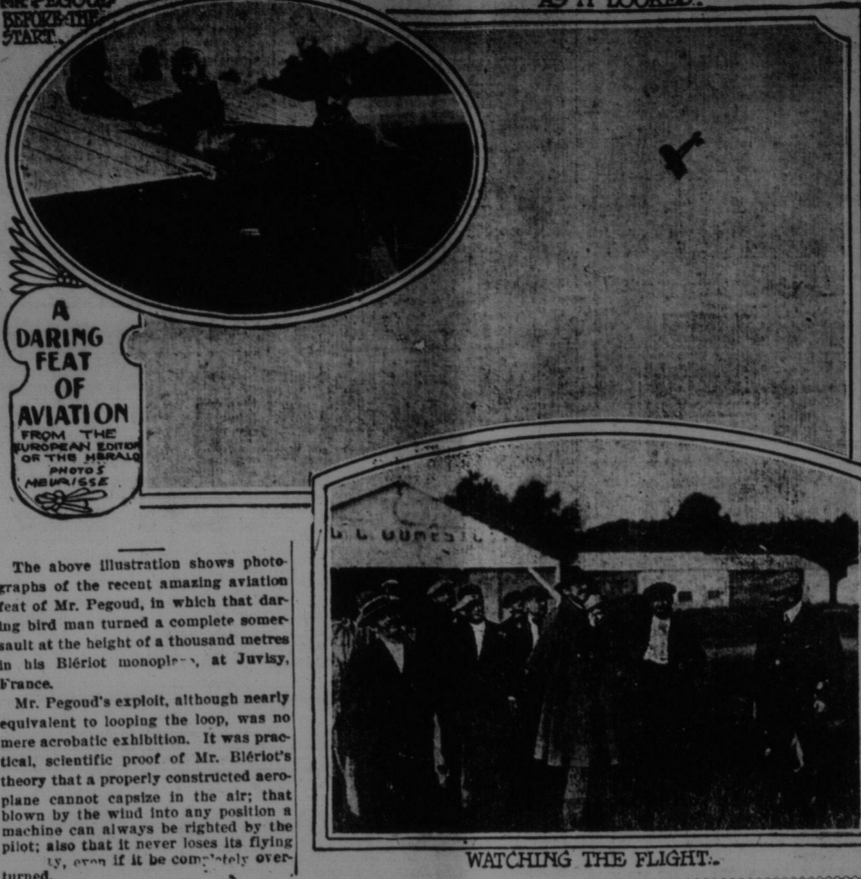 MR. PEGOUD
BEFORE THE
START.
AS IT LOOKED.
A
DARING
FEAT
OF
AVIATION
FROM THE
EUROPEAN EDITION
OF THE HERALD
PHOTOS
MEURISSE
The above illustration shows photo-
graphs of the recent amazing aviation
feat of Mr. Pegoud, in which that dar-
ing bird man turned a complete somer-
sault at the height of a thousand metres
in his Blériot at Juvisy,
France.
Mr. Pegoud's exploit, although nearly
equivalent to looping the loop, was no
mere acrobatic exhibition. It was prac-
tical, scientific proof of Mr. Blériot's
theory that a properly constructed aero-
plane cannot capsize in the air; that
blown by the wind into any position a
machine can always be righted by the
pilot; also that it never loses its flying
even if it be completely over-
turned.
WATCHING THE FLIGHT.